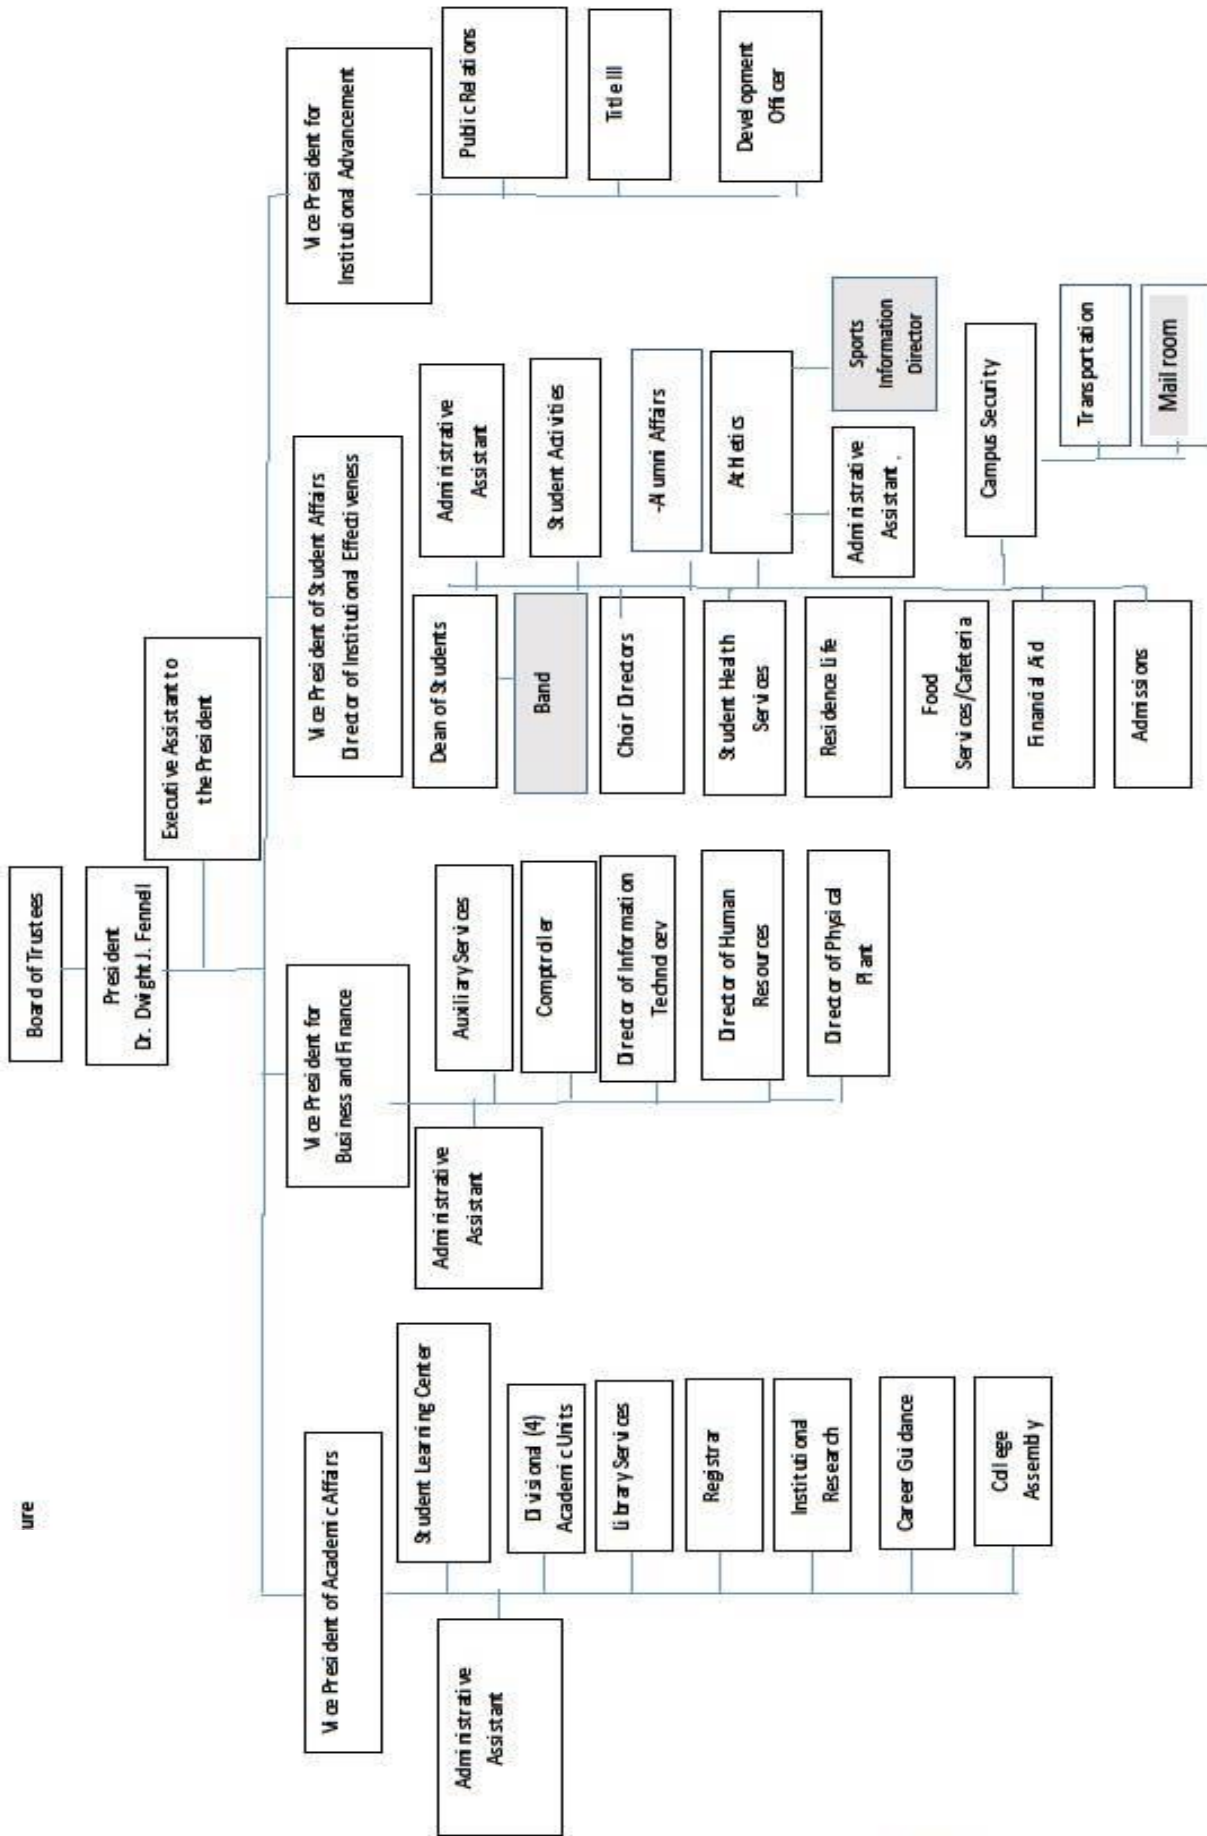 ure
Board of Trustees
President
Dr. Dwight J. Fennell
Executive Assistant to
the President
Vice President of Academic Affairs
Administrative
Assistant
Student Learning Center
Divisional (4)
Academic Units
Library Services
Registrar
Institutional
Research
Career Guidance
College
Assembly
Vice President for
Business and Finance
Administrative
Assistant
Auxiliary Services
Comptroller
Director of Information
Technology
Director of Human
Resources
Director of Physical
Plant
Vice President of Student Affairs
Director of Institutional Effectiveness
Dean of Students
Band
Choir Directors
Student Health
Services
Residence Life
Food
Services/Cafeteria
Financial Aid
Admissions
Administrative
Assistant
Student Activities
-Alumni Affairs
Athletics
Administrative
Assistant .
Sports
Information
Director
Campus Security
Transportation
Mail room
Vice President for
Institutional Advancement
Public Relations
Title III
Development
Officer